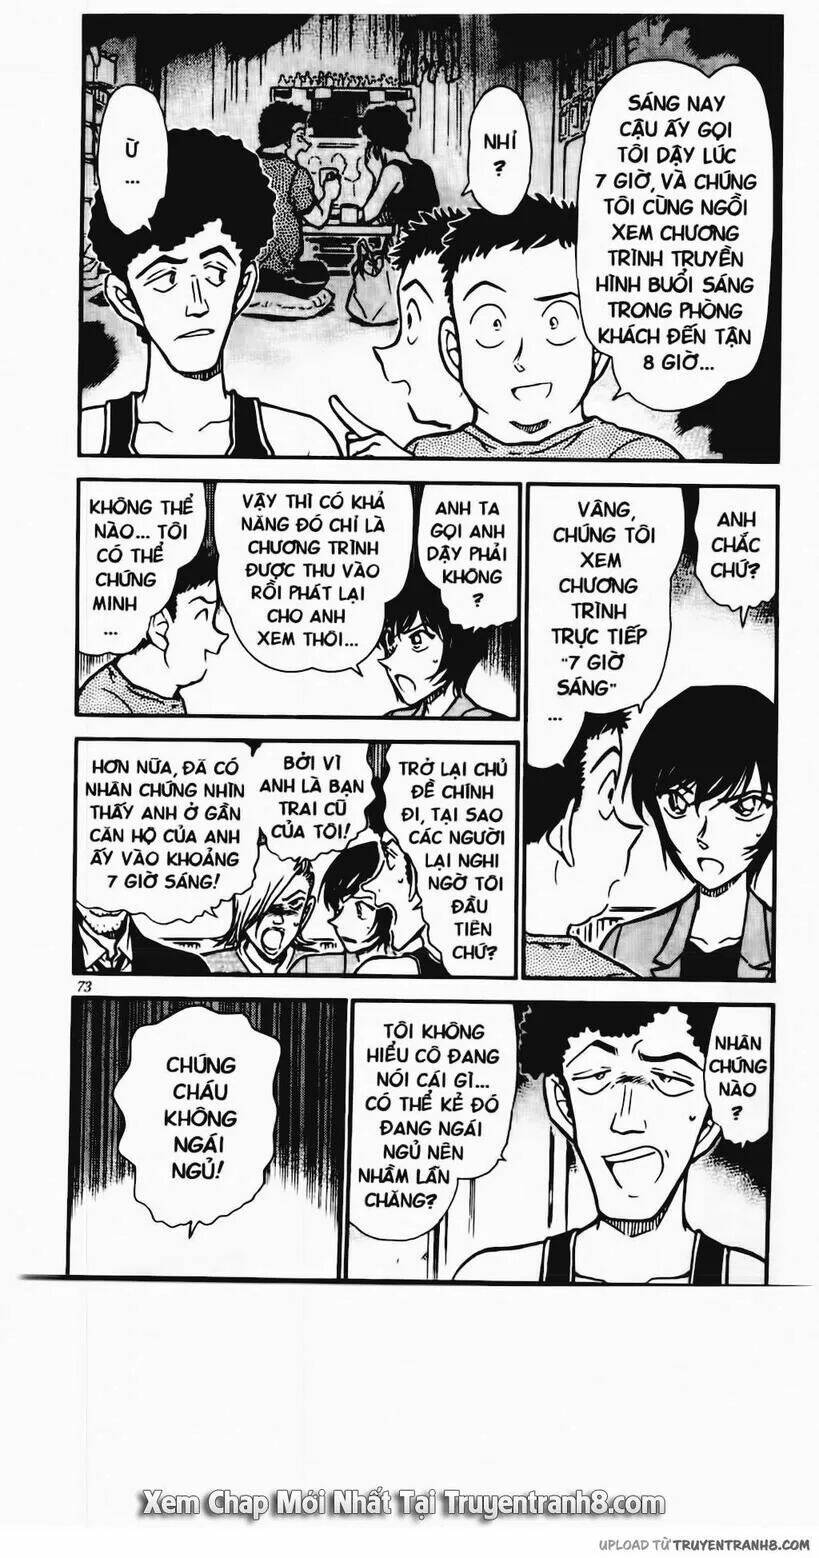 SÁNG NAY
CẬU ẤY GỌI
TÔI DẬY LÚC
7 GIỜ, VÀ CHÚNG
TÔI CÙNG NGỒI
XEM CHƯƠNG
TRÌNH TRUYỀN
HÌNH BUỔI SÁNG
TRONG PHÒNG
KHÁCH ĐẾN TẬN
8 GIỜ...
NHỈ
?
Ừ
...
ANH
CHẮC
CHỨ?
VÂNG,
CHÚNG TÔI
XEM
CHƯƠNG
TRÌNH
TRỰC TIẾP
"7 GIỜ
SÁNG"
...
ANH TA
GỌI ANH
DẬY PHẢI
KHÔNG
?
VẬY THÌ CÓ KHẢ
NĂNG ĐÓ CHỈ LÀ
CHƯƠNG TRÌNH
ĐƯỢC THU VÀO
RỒI PHÁT LẠI
CHO ANH
XEM THÔI...
KHÔNG THỂ
NÀO... TÔI
CÓ THỂ
CHỨNG
MINH
...
TRỞ LẠI CHỦ
ĐỀ CHÍNH
ĐI, TẠI SAO
CÁC NGƯỜI
LẠI NGHI
NGỜ TÔI
ĐẦU
TIÊN
CHỨ?
BỞI VÌ
ANH LÀ BẠN
TRAI CŨ
CỦA TÔI!
HƠN NỮA, ĐÃ CÓ
NHÂN CHỨNG NHÌN
THẤY ANH Ở GẦN
CĂN HỘ CỦA ANH
ẤY VÀO KHOẢNG
7 GIỜ SÁNG!
73
NHÂN
CHỨNG
NÀO
?
TÔI KHÔNG
HIỂU CÔ ĐANG
NÓI CÁI GÌ...
CÓ THỂ KẺ ĐÓ
ĐANG NGÁI
NGỦ NÊN
NHẦM LẪN
CHĂNG?
CHÚNG
CHÁU
KHÔNG
NGÁI
NGỦ!
Xem Chap Mới Nhất Tại Truyentranh8.com
UPLOAD TỪ TRUYENTRANH8.COM